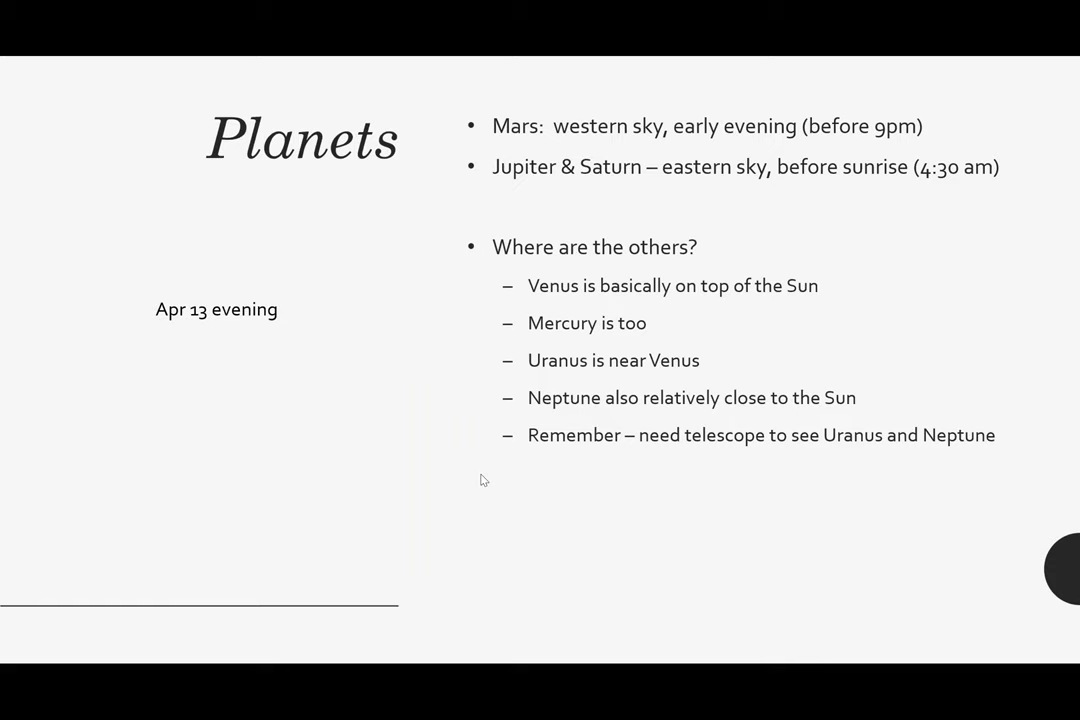 Planets
Apr 13 evening
• Mars:  western sky, early evening (before 9pm)
• Jupiter & Saturn – eastern sky, before sunrise (4:30 am)
• Where are the others?
– Venus is basically on top of the Sun
– Mercury is too
– Uranus is near Venus
– Neptune also relatively close to the Sun
– Remember – need telescope to see Uranus and Neptune